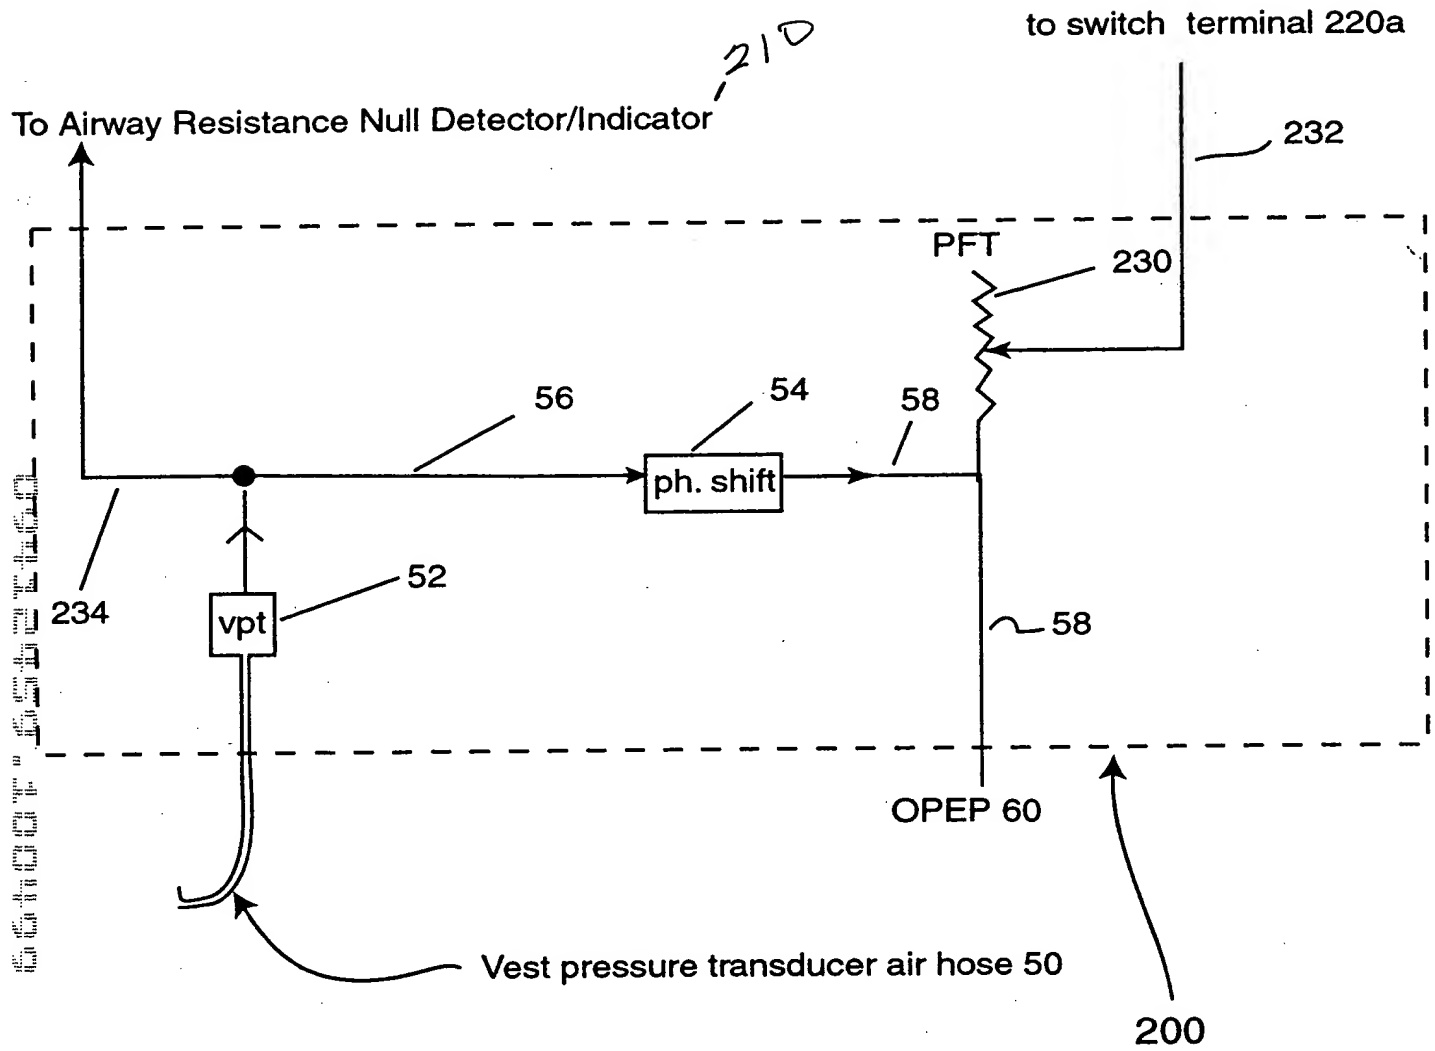 to switch terminal 220a
210
To Airway Resistance Null Detector/Indicator
232
PFT
230
56
54
58
ph. shift
52
234
vpt
58
OPEP 60
Vest pressure transducer air hose 50
200